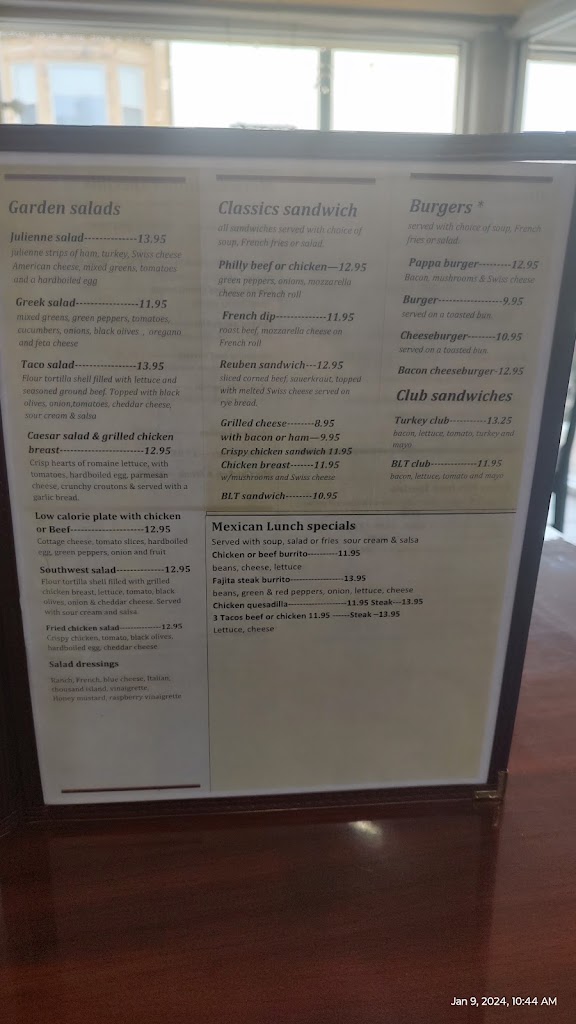 Garden salads
Julienne salad--------------13.95
julienne strips of ham, turkey, Swiss cheese
American cheese, mixed greens, tomatoes
and a hardboiled egg
Greek salad----------------11.95
mixed greens, green peppers, tomatoes,
cucumbers, onions, black olives. , oregano
and feta cheese
Taco salad------------------13.95
Flour tortilla shell filled with lettuce and
seasoned ground beef. Topped with black
olives, onion,tomatoes, cheddar cheese,
sour cream & salsa
Caesar salad & grilled chicken
breast----------------------12.95
Crisp hearts of romaine lettuce, with
tomatoes, hardboiled egg, parmesan
cheese, crunchy croutons & served with a
garlic bread.
Low calorie plate with chicken
or Beef--------------------12.95
Cottage cheese, tomato slices, hardboiled
egg, green peppers, onion and fruit
Southwest salad-------------12.95
Flour tortilla shell filled with grilled
chicken breast, lettuce, tomato, black
olives, onion & cheddar cheese. Served
with sour cream and salsa
Fried chicken salad-------------12.95
Crispy chicken, tomato, black olives,
hardboiled egg, cheddar cheese
Salad dressings
Ranch, French, blue cheese, Italian,
thousand island, vinaigrette,
Honey mustard, raspberry vinaigrette
Classics sandwich
all sandwiches served with choice of
soup, French fries or salad.
Philly beef or chicken—12.95
green peppers, onions, mozzarella
cheese on French roll
French dip-------------11.95
roast beef, mozzarella cheese on
French roll
Reuben sandwich---12.95
sliced corned beef, sauerkraut, topped
with melted Swiss cheese served on
rye bread.
Grilled cheese--------8.95
with bacon or ham—9.95
Crispy chicken sandwich 11.95
Chicken breast-------11.95
w/mushrooms and Swiss cheese
BLT sandwich--------10.95
Burgers *
served with choice of soup, French
fries or salad.
Pappa burger---------12.95
Bacon, mushrooms & Swiss cheese
Burger-----------------9.95
served on a toasted bun.
Cheeseburger--------10.95
served on a toasted bun.
Bacon cheeseburger-12.95
Club sandwiches
Turkey club-----------13.25
bacon, lettuce, tomato, turkey and
mayo
BLT club---------------11.95
bacon, lettuce, tomato and mayo
Mexican Lunch specials
Served with soup, salad or fries sour cream & salsa
Chicken or beef burrito----------11.95
beans, cheese, lettuce
Fajita steak burrito-----------------13.95
beans, green & red peppers, onion, lettuce, cheese
Chicken quesadilla-------------------11.95 Steak---13.95
3 Tacos beef or chicken 11.95 ------Steak –13.95
Lettuce, cheese
Jan 9, 2024, 10:44 AM